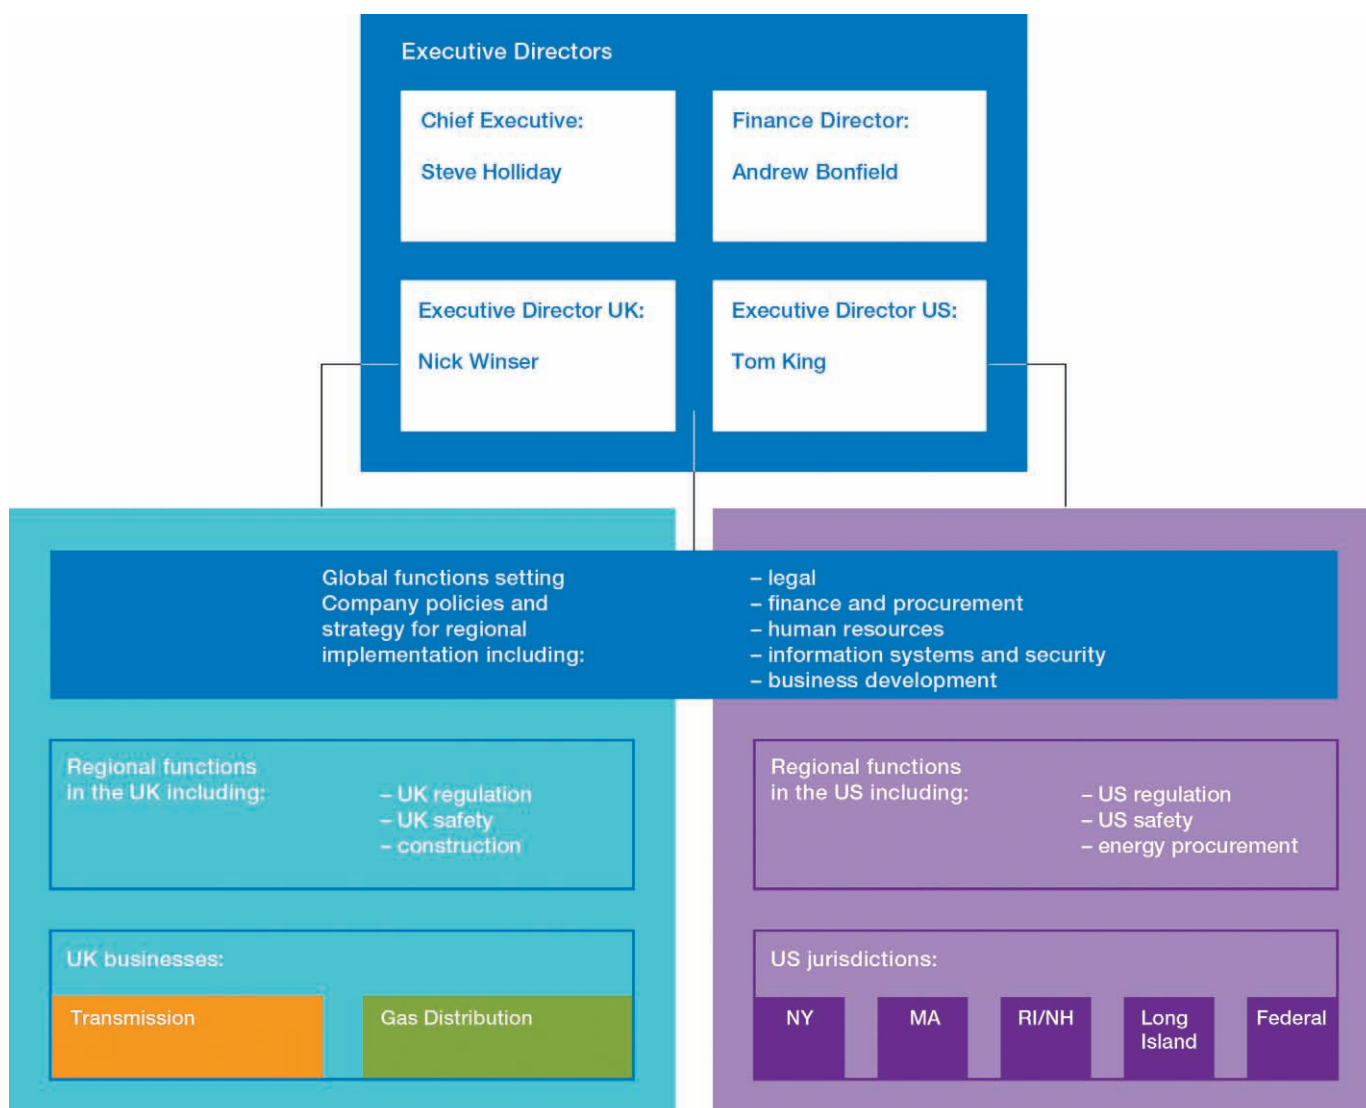 Executive Directors
Chief Executive:
Steve Holliday
Finance Director:
Andrew Bonfield
Executive Director UK:
Nick Winser
Executive Director US:
Tom King
Global functions setting
Company policies and
strategy for regional
implementation including:
– legal
– finance and procurement
– human resources
– information systems and security
– business development
Regional functions
in the UK including:
– UK regulation
– UK safety
– construction
Regional functions
in the US including:
– US regulation
– US safety
– energy procurement
UK businesses:
Transmission
Gas Distribution
US jurisdictions:
NY
MA
RI/NH
Long
Island
Federal